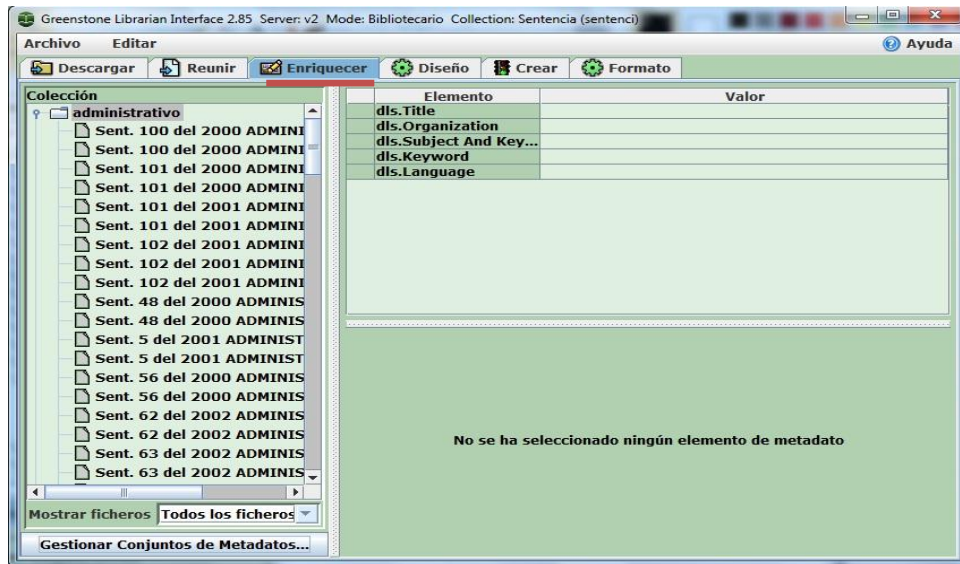 Greenstone Librarian Interface 2.85 Server: v2 Mode: Bibliotecario Collection: Sentencia (sentenci)
Archivo Editar Ayuda
Descargar Reunir Enriquecer Diseño Crear Formato
Colección
administrativo
Sent. 100 del 2000 ADMINI
Sent. 100 del 2000 ADMINI
Sent. 101 del 2000 ADMINI
Sent. 101 del 2000 ADMINI
Sent. 101 del 2001 ADMINI
Sent. 101 del 2001 ADMINI
Sent. 102 del 2001 ADMINI
Sent. 102 del 2001 ADMINI
Sent. 102 del 2001 ADMINI
Sent. 48 del 2000 ADMINIS
Sent. 48 del 2000 ADMINIS
Sent. 5 del 2001 ADMINIST
Sent. 5 del 2001 ADMINIST
Sent. 56 del 2000 ADMINIS
Sent. 56 del 2000 ADMINIS
Sent. 62 del 2002 ADMINIS
Sent. 62 del 2002 ADMINIS
Sent. 63 del 2002 ADMINIS
Sent. 63 del 2002 ADMINIS
Mostrar ficheros Todos los ficheros
Gestionar Conjuntos de Metadatos...
Elemento Valor
dls.Title
dls.Organization
dls.Subject And Key...
dls.Keyword
dls.Language
No se ha seleccionado ningún elemento de metadato